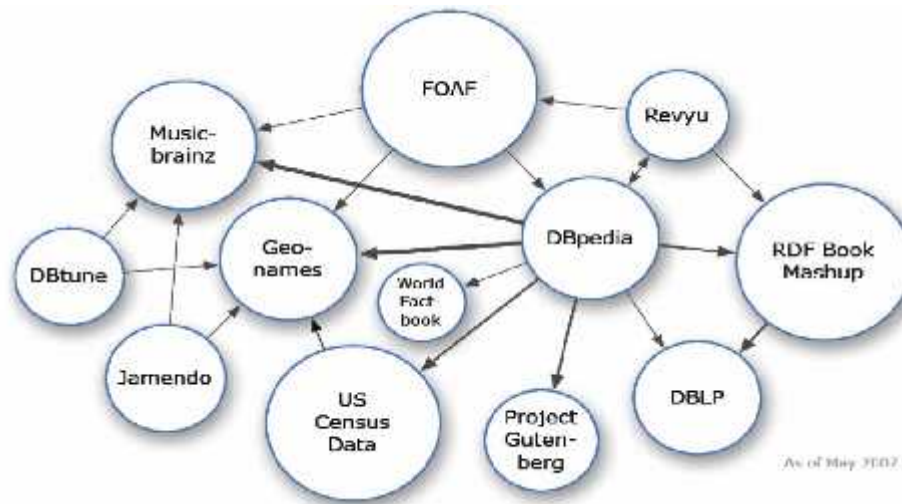 FOAF
Revyu
Music-
brainz
DBpedia
RDF Book
Mashup
Geo-
names
DBtune
World
Fact-
book
Jamendo
US
Census
Data
Project
Guten-
berg
DBLP
As of May 2007